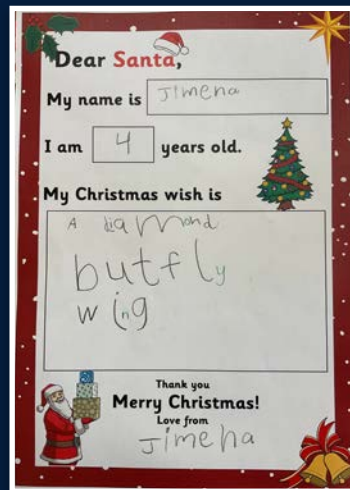 Dear Santa,
My name is Jimena
I am 4 years old.
My Christmas wish is
A diamond
butfly
wing
Thank you
Merry Christmas!
Love from
Jimena